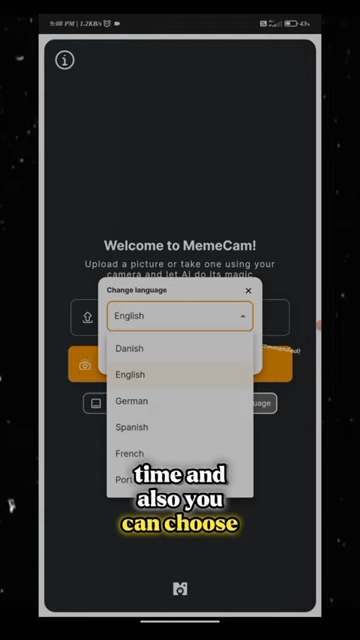 9:08 PM | 1.2KB/s
43%
Welcome to MemeCam!
Upload a picture or take one using your
camera and let AI do its magic
Change language
English
Danish
English
German
Spanish
French
time and
also you
can choose